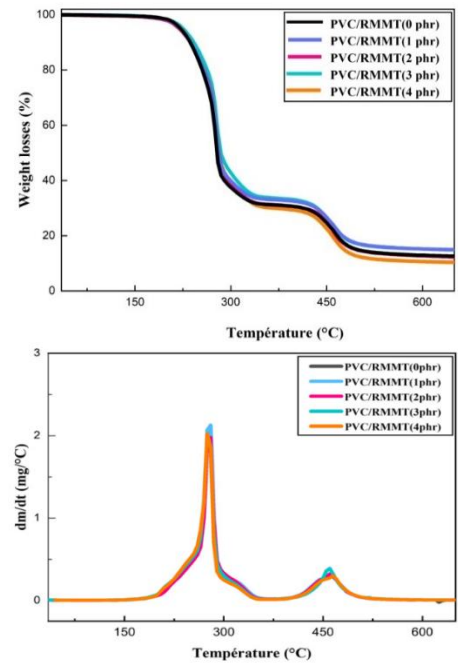 100
80
60
40
20
0
Weight losses (%)
PVC/RMMT(0 phr)
PVC/RMMT(1 phr)
PVC/RMMT(2 phr)
PVC/RMMT(3 phr)
PVC/RMMT(4 phr)
150 300 450 600
Température (°C)
3
2
1
0
dm/dt (mg/°C)
PVC/RMMT(0phr)
PVC/RMMT(1phr)
PVC/RMMT(2phr)
PVC/RMMT(3phr)
PVC/RMMT(4phr)
150 300 450 600
Température (°C)